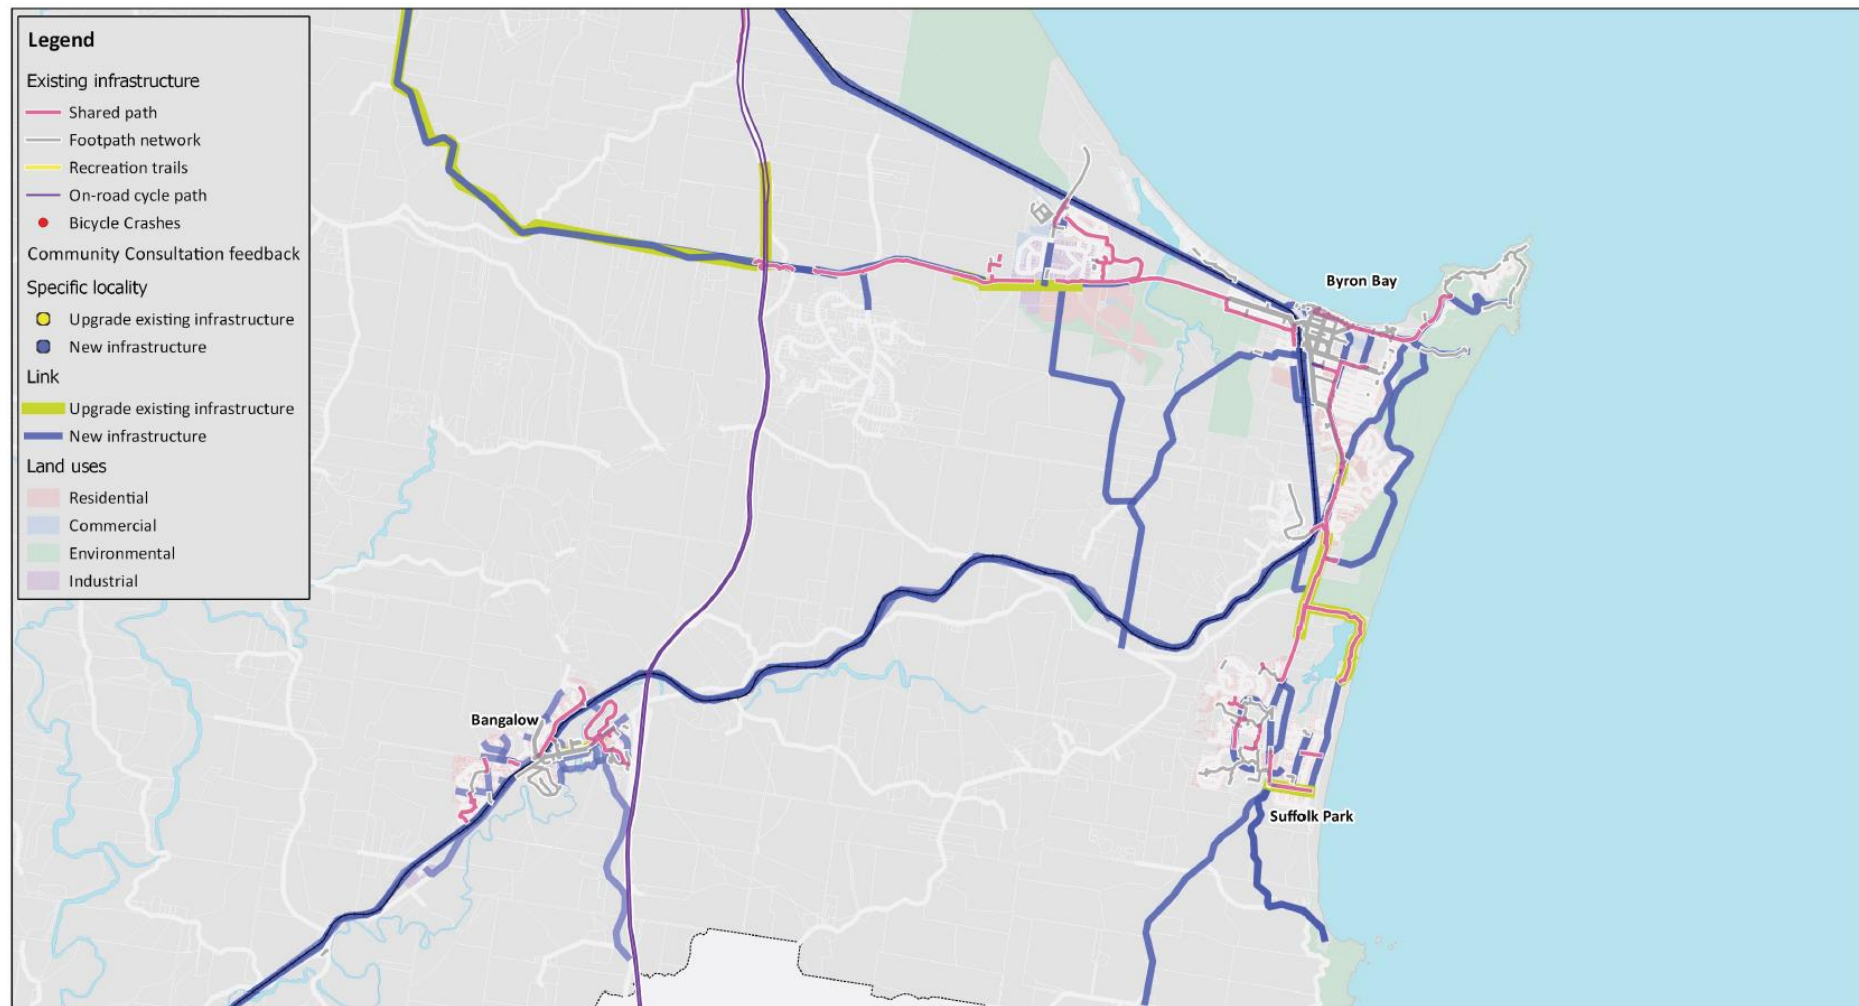 Legend
Existing infrastructure
Shared path
Footpath network
Recreation trails
On-road cycle path
Bicycle Crashes
Community Consultation feedback
Specific locality
Upgrade existing infrastructure
New infrastructure
Link
Upgrade existing infrastructure
New infrastructure
Land uses
Residential
Commercial
Environmental
Industrial
Byron Bay
Bangalow
Suffolk Park